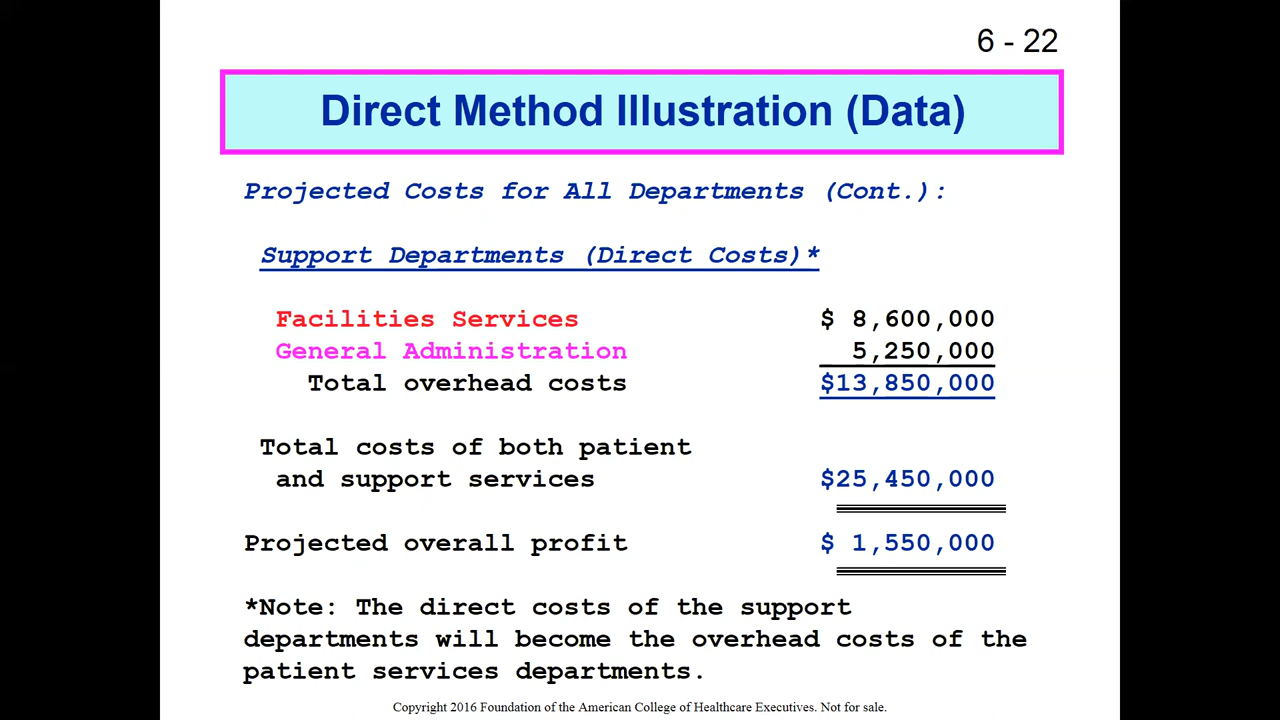 6 - 22
Direct Method Illustration (Data)
Projected Costs for All Departments (Cont.):
Support Departments (Direct Costs)*
Facilities Services $ 8,600,000
General Administration 5,250,000
Total overhead costs $13,850,000
Total costs of both patient
and support services $25,450,000
Projected overall profit $ 1,550,000
*Note: The direct costs of the support
departments will become the overhead costs of the
patient services departments.
Copyright 2016 Foundation of the American College of Healthcare Executives. Not for sale.